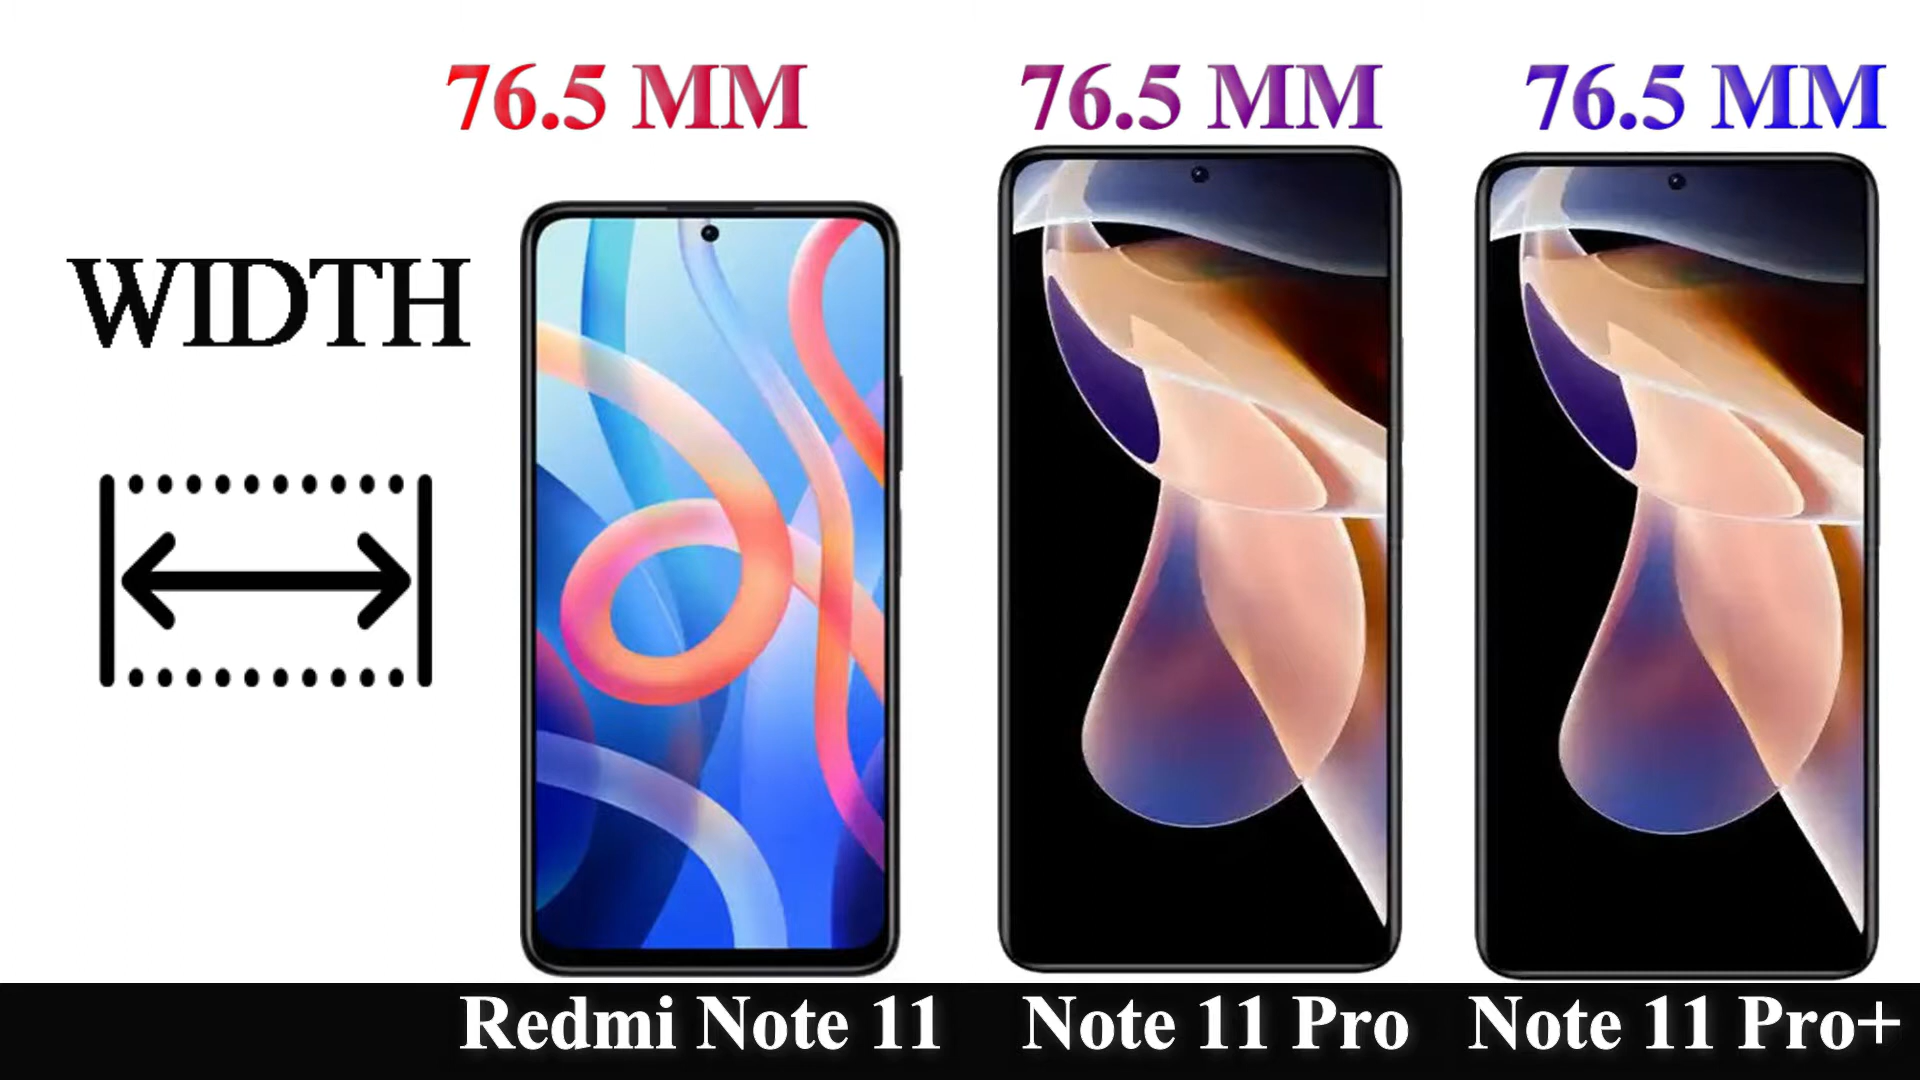 76.5 MM
76.5 MM
76.5 MM
WIDTH
Redmi Note 11
Note 11 Pro
Note 11 Pro+